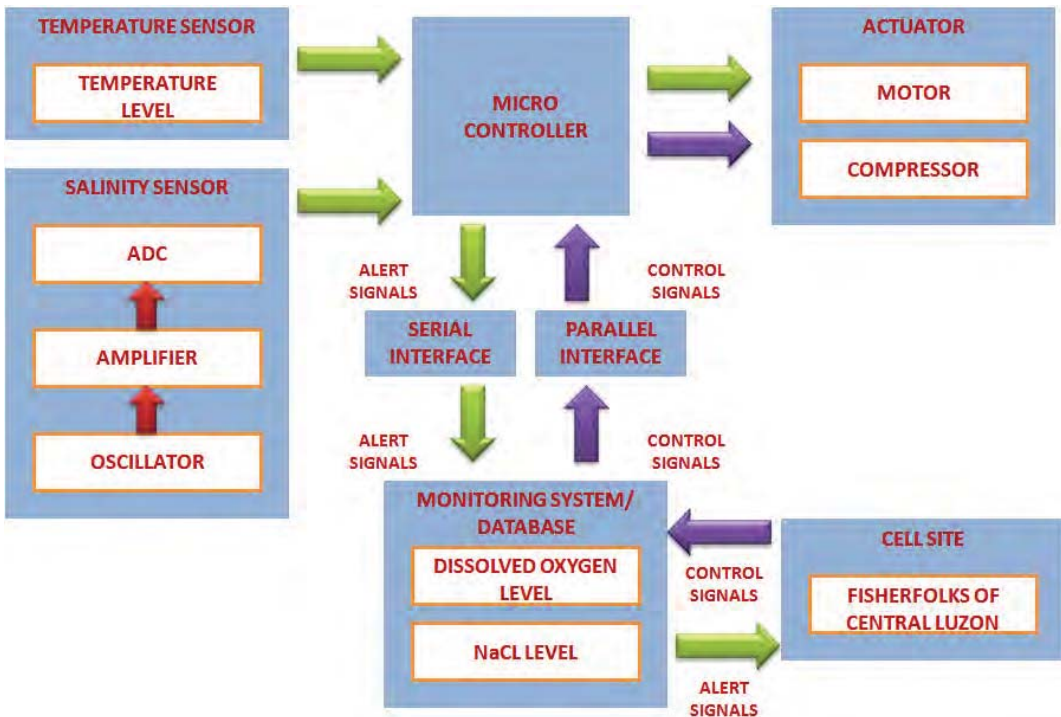 TEMPERATURE SENSOR
TEMPERATURE
LEVEL
MICRO
CONTROLLER
ACTUATOR
MOTOR
COMPRESSOR
SALINITY SENSOR
ADC
AMPLIFIER
OSCILLATOR
ALERT
SIGNALS
CONTROL
SIGNALS
SERIAL
INTERFACE
PARALLEL
INTERFACE
ALERT
SIGNALS
CONTROL
SIGNALS
MONITORING SYSTEM/
DATABASE
DISSOLVED OXYGEN
LEVEL
NaCL LEVEL
CONTROL
SIGNALS
ALERT
SIGNALS
CELL SITE
FISHERFOLKS OF
CENTRAL LUZON